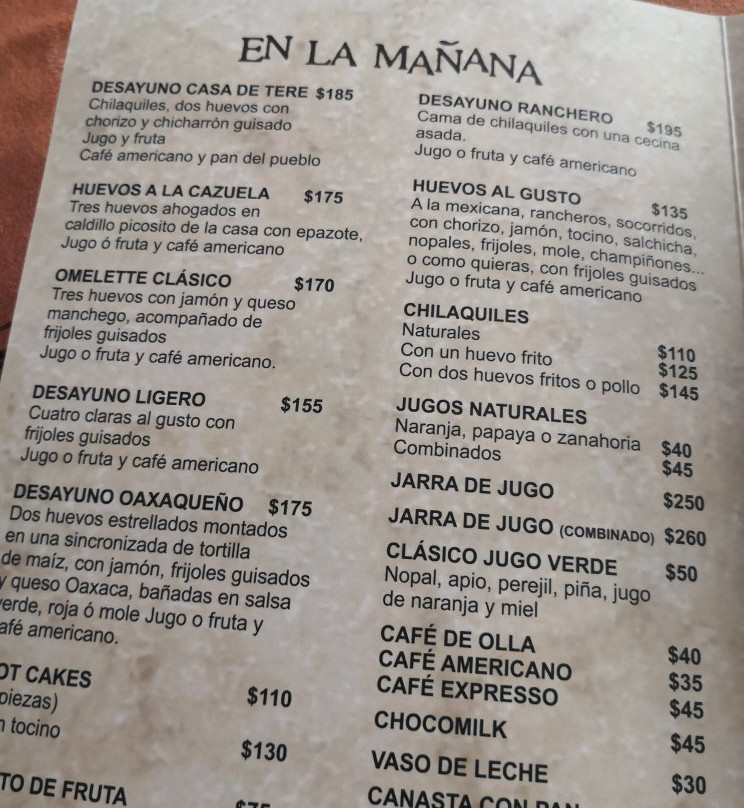 EN LA MAÑANA
DESAYUNO CASA DE TERE $185
Chilaquiles, dos huevos con
chorizo y chicharrón guisado
Jugo y fruta
Café americano y pan del pueblo
HUEVOS A LA CAZUELA $175
Tres huevos ahogados en
caldillo picosito de la casa con epazote,
Jugo ó fruta y café americano
OMELETTE CLÁSICO $170
Tres huevos con jamón y queso
manchego, acompañado de
frijoles guisados
Jugo o fruta y café americano.
DESAYUNO LIGERO $155
Cuatro claras al gusto con
frijoles guisados
Jugo o fruta y café americano
DESAYUNO OAXAQUEÑO $175
Dos huevos estrellados montados
en una sincronizada de tortilla
de maíz, con jamón, frijoles guisados
y queso Oaxaca, bañadas en salsa
verde, roja ó mole Jugo o fruta y
afé americano.
OT CAKES
piezas) $110
n tocino
$130
TO DE FRUTA
$75
DESAYUNO RANCHERO $195
Cama de chilaquiles con una cecina
asada.
Jugo o fruta y café americano
HUEVOS AL GUSTO $135
A la mexicana, rancheros, socorridos,
con chorizo, jamón, tocino, salchicha,
nopales, frijoles, mole, champiñones...
o como quieras, con frijoles guisados
Jugo o fruta y café americano
CHILAQUILES
Naturales $110
Con un huevo frito $125
Con dos huevos fritos o pollo $145
JUGOS NATURALES
Naranja, papaya o zanahoria $40
Combinados $45
JARRA DE JUGO $250
JARRA DE JUGO (COMBINADO) $260
CLÁSICO JUGO VERDE $50
Nopal, apio, perejil, piña, jugo
de naranja y miel
CAFÉ DE OLLA $40
CAFÉ AMERICANO $35
CAFÉ EXPRESSO $45
CHOCOMILK $45
VASO DE LECHE $30
CANASTA CON PAN